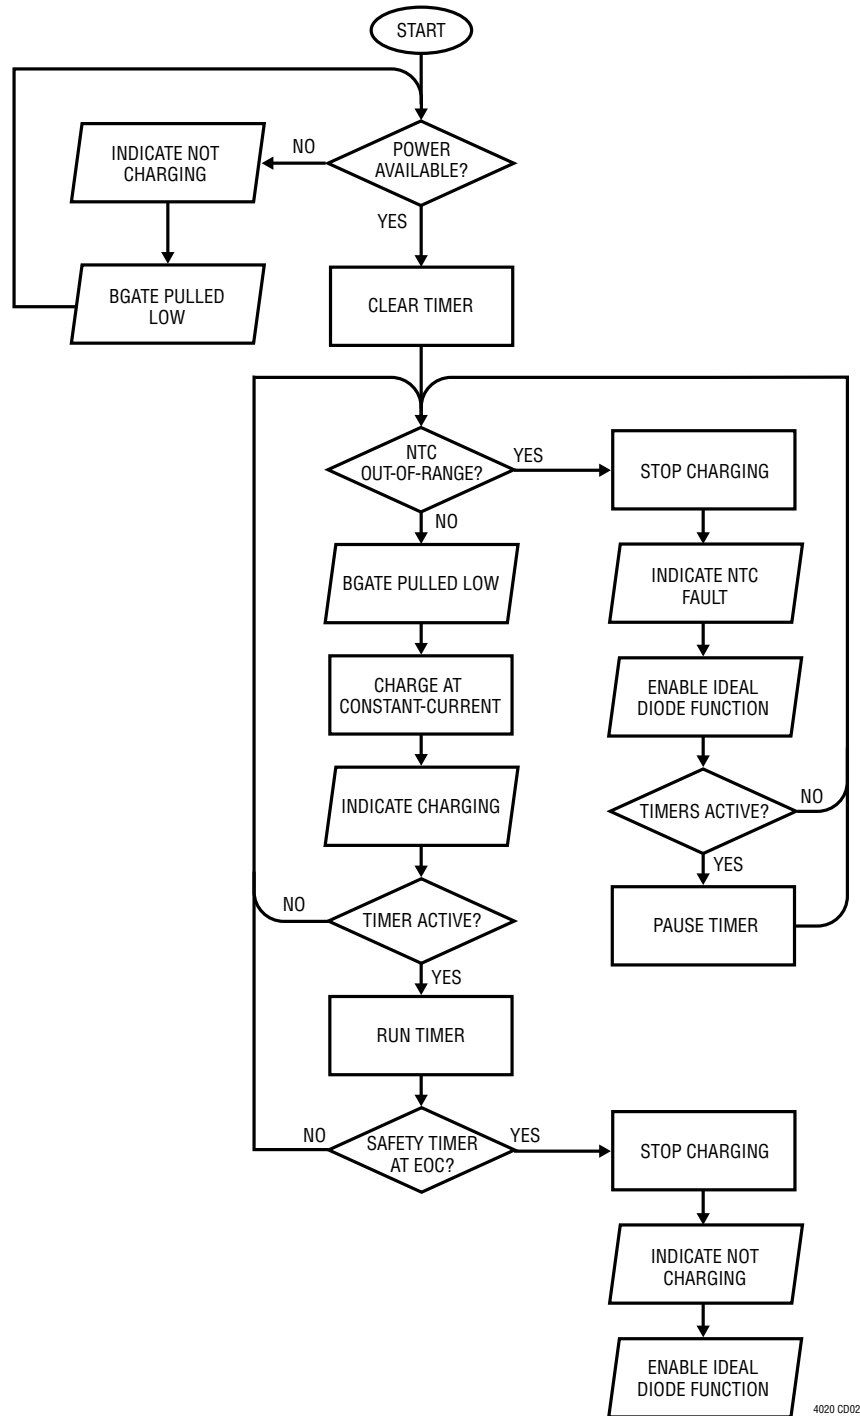 START
POWER
AVAILABLE?
NO
INDICATE NOT
CHARGING
YES
BGATE PULLED
LOW
CLEAR TIMER
NTC
OUT-OF-RANGE?
YES
STOP CHARGING
NO
BGATE PULLED LOW
INDICATE NTC
FAULT
CHARGE AT
CONSTANT-CURRENT
ENABLE IDEAL
DIODE FUNCTION
INDICATE CHARGING
TIMERS ACTIVE?
NO
YES
NO
TIMER ACTIVE?
PAUSE TIMER
YES
RUN TIMER
NO
SAFETY TIMER
AT EOC?
YES
STOP CHARGING
INDICATE NOT
CHARGING
ENABLE IDEAL
DIODE FUNCTION
4020 CD02